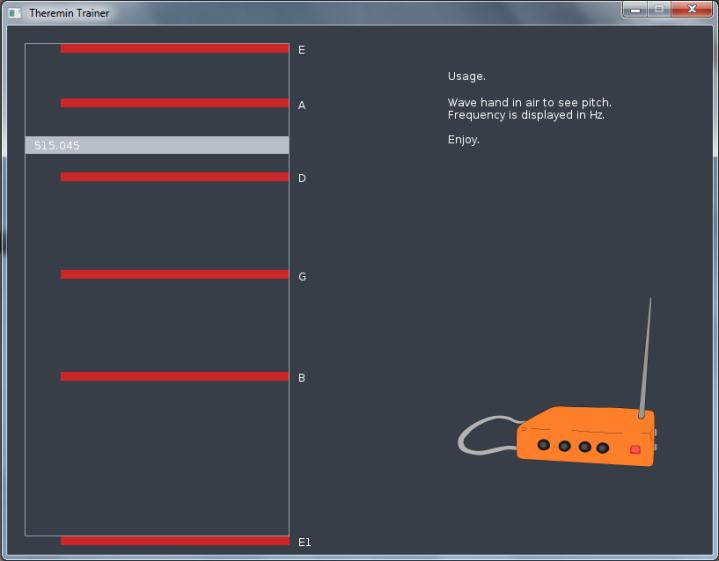 Theremin Trainer
E
A
515.045
D
G
B
E1
Usage.
Wave hand in air to see pitch.
Frequency is displayed in Hz.
Enjoy.